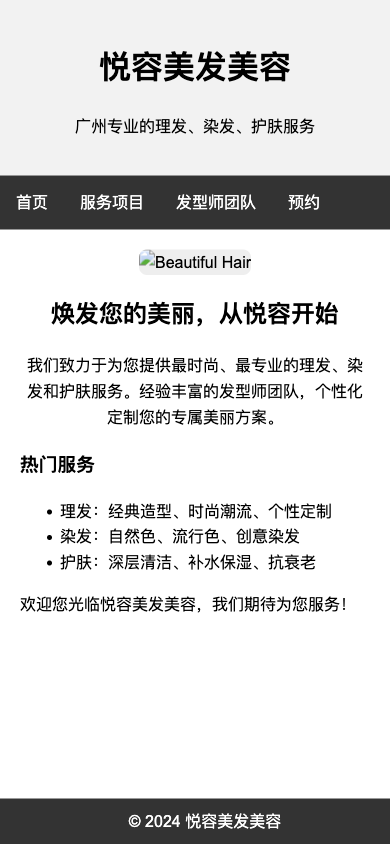 悦容美发美容
广州专业的理发、染发、护肤服务
首页 服务项目 发型师团队 预约
Beautiful Hair
焕发您的美丽，从悦容开始
我们致力于为您提供最时尚、最专业的理发、染
发和护肤服务。经验丰富的发型师团队，个性化
定制您的专属美丽方案。
热门服务
• 理发：经典造型、时尚潮流、个性定制
• 染发：自然色、流行色、创意染发
• 护肤：深层清洁、补水保湿、抗衰老
欢迎您光临悦容美发美容，我们期待为您服务！
© 2024 悦容美发美容